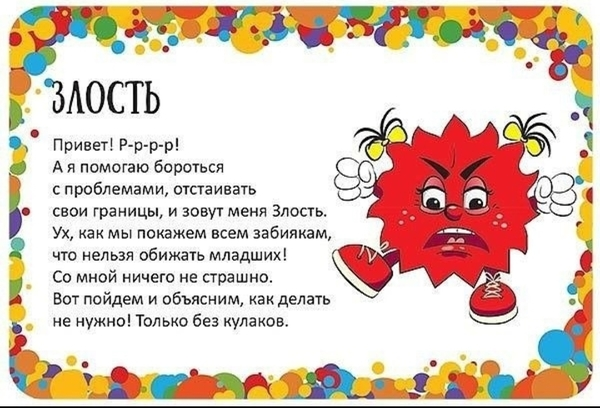 ЗЛОСТЬ
Привет! Р-р-р-р!
А я помогаю бороться
с проблемами, отстаивать
свои границы, и зовут меня Злость.
Ух, как мы покажем всем забиякам,
что нельзя обижать младших!
Со мной ничего не страшно.
Вот пойдем и объясним, как делать
не нужно! Только без кулаков.